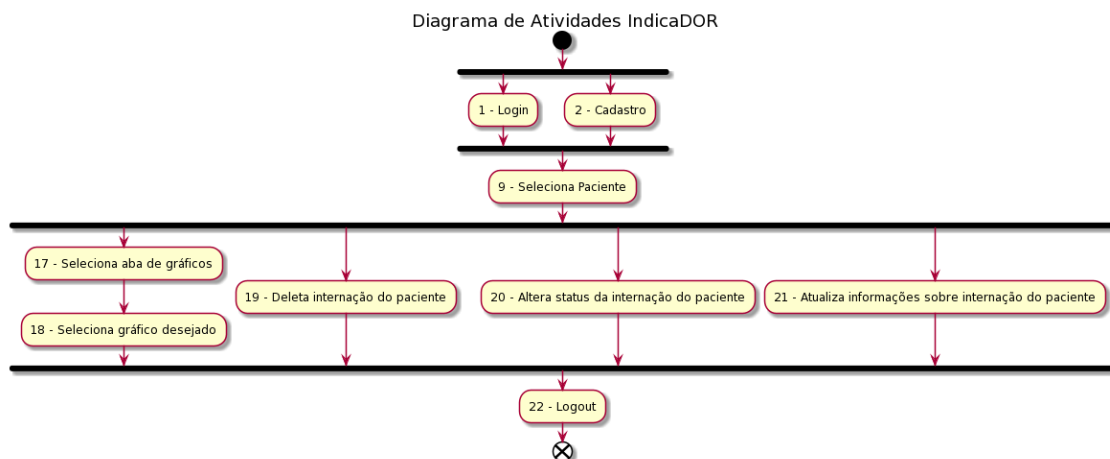 Diagrama de Atividades IndicaDOR
1 - Login
2 - Cadastro
9 - Seleciona Paciente
17 - Seleciona aba de gráficos
19 - Deleta internação do paciente
20 - Altera status da internação do paciente
21 - Atualiza informações sobre internação do paciente
18 - Seleciona gráfico desejado
22 - Logout